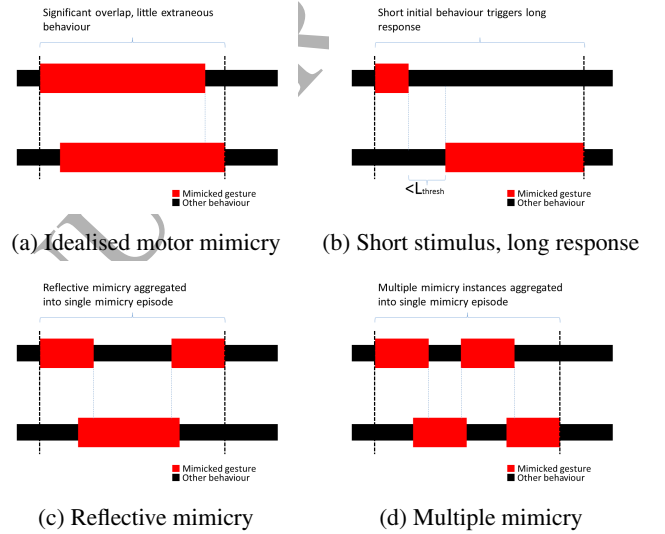 Significant overlap, little extraneous
behaviour
Mimicked gesture
Other behaviour
(a) Idealised motor mimicry
Short initial behaviour triggers long
response
<Lthresh
Mimicked gesture
Other behaviour
(b) Short stimulus, long response
Reflective mimicry aggregated
into single mimicry episode
Mimicked gesture
Other behaviour
(c) Reflective mimicry
Multiple mimicry instances aggregated
into single mimicry episode
Mimicked gesture
Other behaviour
(d) Multiple mimicry